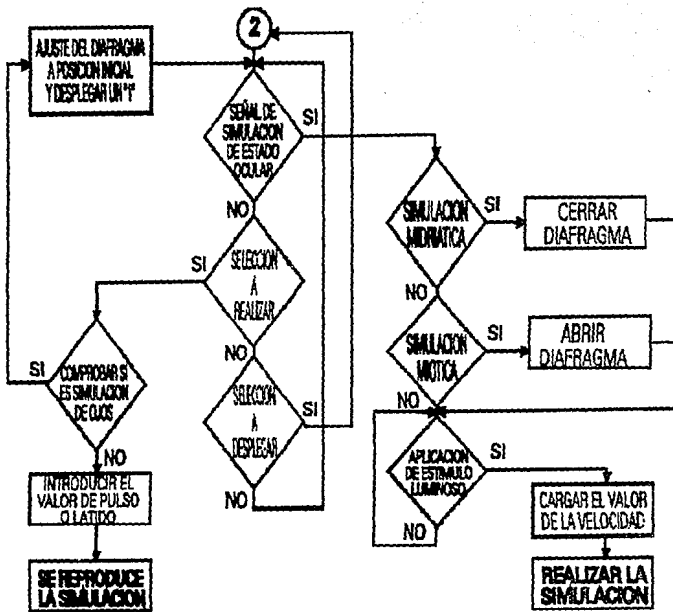 2
AJUSTE DEL DIAFRAGMA
A POSICION INICIAL
Y DESPLEGAR UN "1"
SEÑAL DE
SIMULACION
DE ESTADO
OCULAR
SI
NO
SELECCION
A
REALIZAR
SI
NO
SELECCION
A
DESPLEGAR
SI
NO
COMPROBAR SI
ES SIMULACION
DE OJOS
SI
NO
INTRODUCIR EL
VALOR DE PULSO
O LATIDO
SE REPRODUCE
LA SIMULACION
SIMULACION
MIDRIATICA
SI
NO
CERRAR
DIAFRAGMA
SIMULACION
MIOTICA
SI
NO
ABRIR
DIAFRAGMA
APLICACION
DE ESTIMULO
LUMINOSO
SI
NO
CARGAR EL VALOR
DE LA VELOCIDAD
REALIZAR LA
SIMULACION